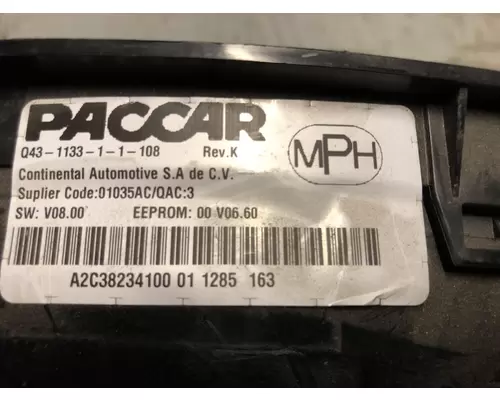 PACCAR
Q43-1133-1-1-108 Rev.K
MPH
Continental Automotive S.A de C.V.
Suplier Code:01035AC/QAC:3
SW: V08.00 EEPROM: 00 V06.60
A2C38234100 01 1285 163